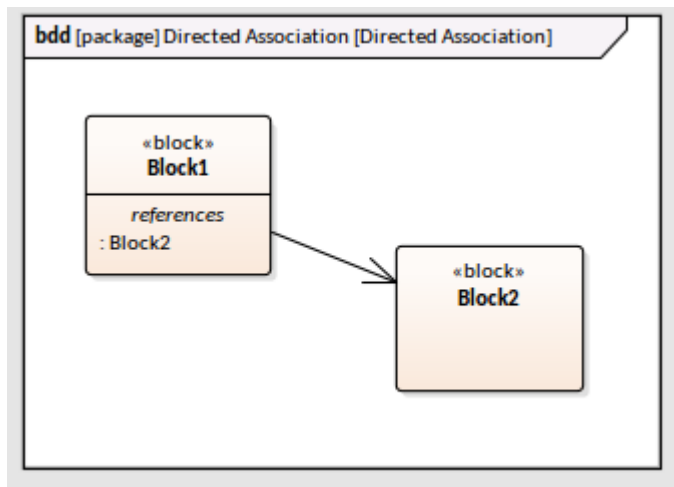 bdd [package] Directed Association [Directed Association]
«block»
Block1
references
: Block2
«block»
Block2